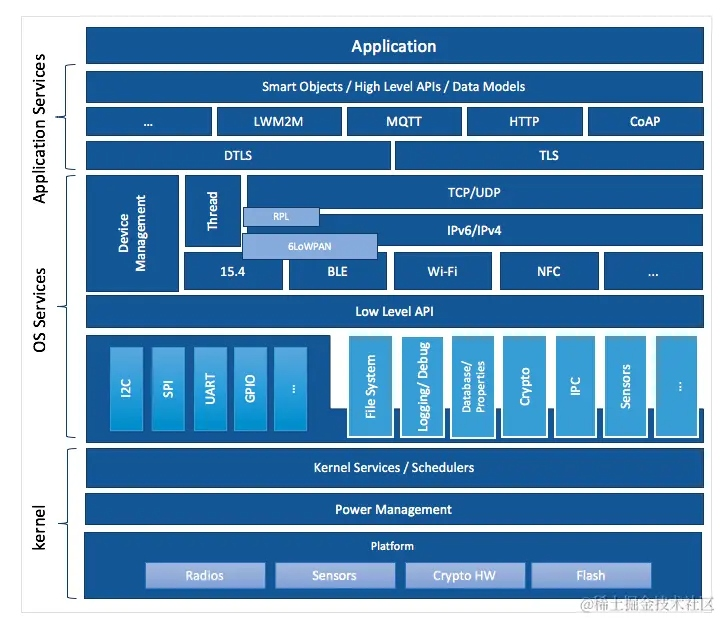 Application
Application Services
Smart Objects / High Level APIs / Data Models
... LWM2M MQTT HTTP CoAP
DTLS TLS
OS Services
Device
Management
Thread
TCP/UDP
RPL
IPv6/IPv4
6LoWPAN
15.4 BLE Wi-Fi NFC ...
Low Level API
I2C SPI UART GPIO ...
File System
Logging/ Debug
Database/
Properties
Crypto
IPC
Sensors
...
kernel
Kernel Services / Schedulers
Power Management
Platform
Radios Sensors Crypto HW Flash
@稀土掘金技术社区